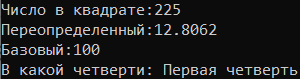 Число в квадрате:225
Переопределенный:12.8062
Базовый:100
В какой четверти: Первая четверть